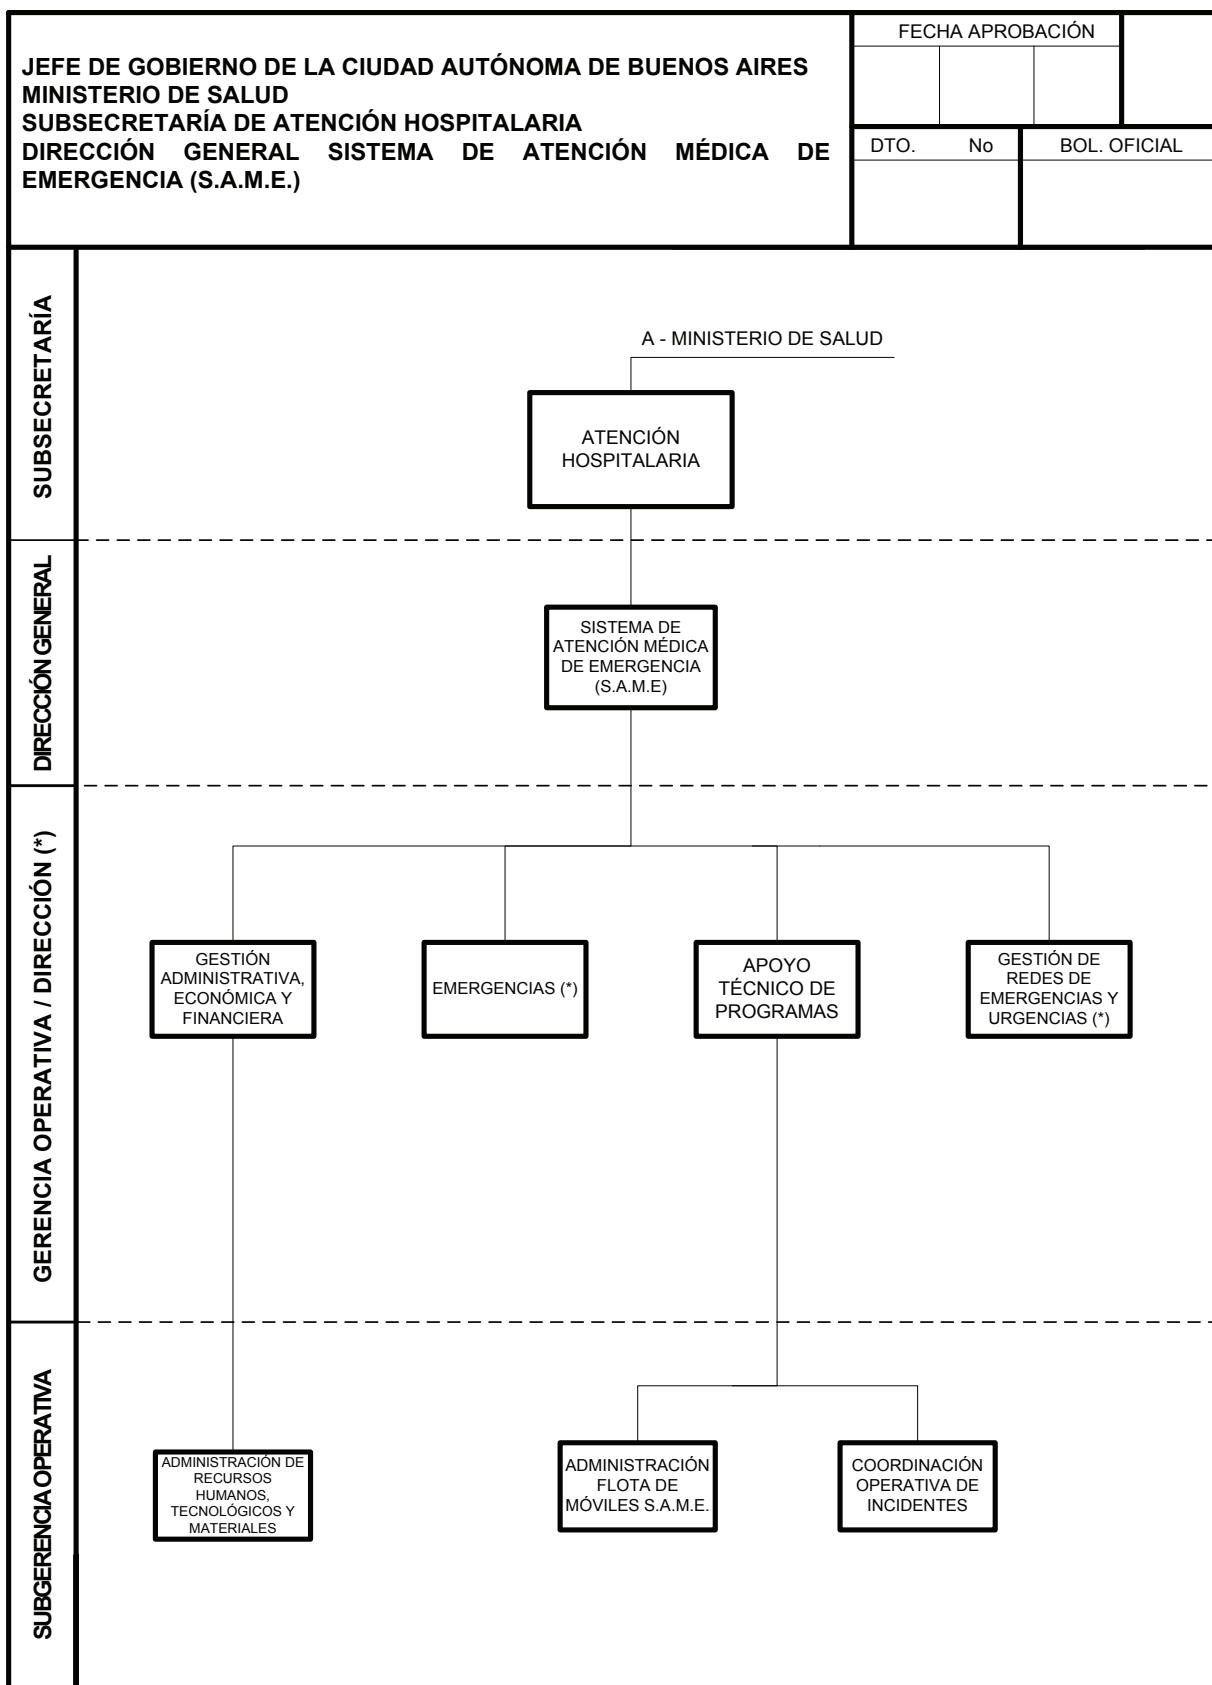 JEFE DE GOBIERNO DE LA CIUDAD AUTÓNOMA DE BUENOS AIRES
MINISTERIO DE SALUD
SUBSECRETARÍA DE ATENCIÓN HOSPITALARIA
DIRECCIÓN GENERAL SISTEMA DE ATENCIÓN MÉDICA DE
EMERGENCIA (S.A.M.E.)
FECHA APROBACIÓN
DTO. No
BOL. OFICIAL
SUBSECRETARÍA
A - MINISTERIO DE SALUD
ATENCIÓN
HOSPITALARIA
DIRECCIÓN GENERAL
SISTEMA DE
ATENCIÓN MÉDICA
DE EMERGENCIA
(S.A.M.E)
GERENCIA OPERATIVA / DIRECCIÓN (*)
GESTIÓN
ADMINISTRATIVA,
ECONÓMICA Y
FINANCIERA
EMERGENCIAS (*)
APOYO
TÉCNICO DE
PROGRAMAS
GESTIÓN DE
REDES DE
EMERGENCIAS Y
URGENCIAS (*)
SUBGERENCIA OPERATIVA
ADMINISTRACIÓN DE
RECURSOS
HUMANOS,
TECNOLÓGICOS Y
MATERIALES
ADMINISTRACIÓN
FLOTA DE
MÓVILES S.A.M.E.
COORDINACIÓN
OPERATIVA DE
INCIDENTES